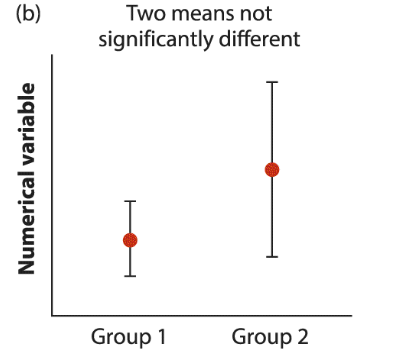 (b)
Two means not
significantly different
Numerical variable
Group 1
Group 2